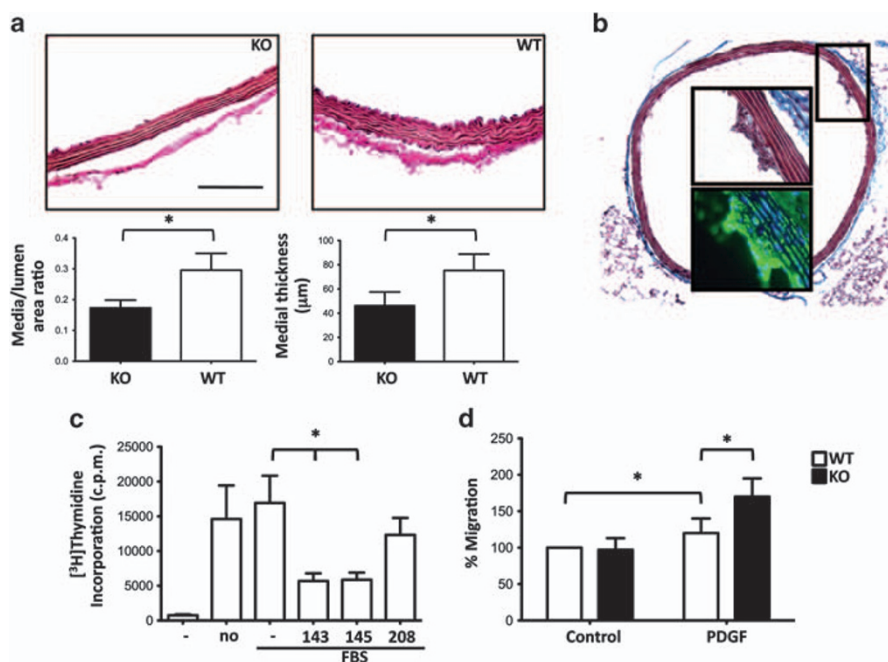 a
KO
WT
b
*
*
Media/lumen
area ratio
0.4
0.3
0.2
0.1
0.0
KO
WT
Medial thickness
(μm)
100
80
60
40
20
0
KO
WT
c
[³H]Thymidine
Incorporation (c.p.m.)
25000
20000
15000
10000
5000
0
*
-
no
-
143
145
208
FBS
d
% Migration
250
200
150
100
50
0
*
*
WT
KO
Control
PDGF